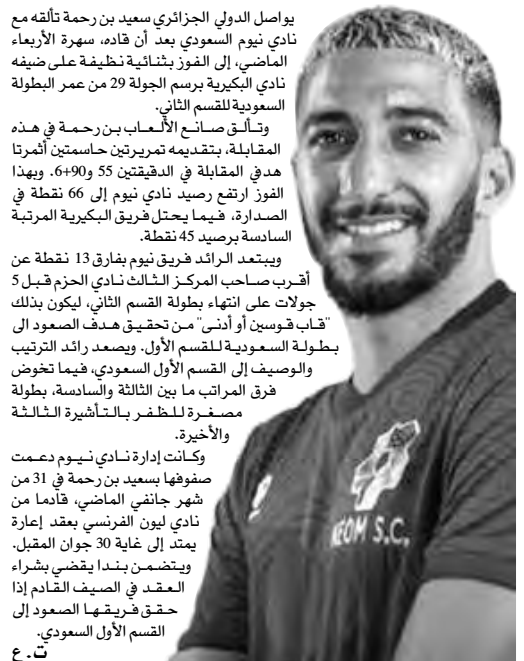 يواصل الدولي الجزائري سعيد بن رحمة تألقه مع
نادي نيوم السعودي بعد أن قاده، سهرة الأربعاء
الماضي، إلى الفوز بثنائية نظيفة على ضيفه
نادي البكيرية برسم الجولة 29 من عمر البطولة
السعودية للقسم الثاني.
وتألق صانع الألعاب بن رحمة في هذه
المقابلة، بتقديمه تمريرتين حاسمتين أثمرتا
هدفي المقابلة في الدقيقتين 55 و90+6. وبهذا
الفوز ارتفع رصيد نادي نيوم إلى 66 نقطة في
الصدارة، فيما يحتل فريق البكيرية المرتبة
السادسة برصيد 45 نقطة.
ويبتعد الرائد فريق نيوم بفارق 13 نقطة عن
أقرب صاحب المركز الثالث نادي الحزم قبل 5
جولات على انتهاء بطولة القسم الثاني، ليكون بذلك
"قاب قوسين أو أدنى" من تحقيق هدف الصعود الى
بطولة السعودية للقسم الأول. ويصعد رائد الترتيب
والوصيف إلى القسم الأول السعودي، فيما تخوض
فرق المراتب ما بين الثالثة والسادسة، بطولة
مصغرة للظفر بالتأشيرة الثالثة
والأخيرة.
وكانت إدارة نادي نيوم دعمت
صفوفها بسعيد بن رحمة في 31 من
شهر جانفي الماضي، قادما من
نادي ليون الفرنسي بعقد إعارة
يمتد إلى غاية 30 جوان المقبل.
ويتضمن بندا يقضي بشراء
العقد في الصيف القادم إذا
حقق فريقها الصعود إلى
القسم الأول السعودي.
ت. ع
NEOM S.C.